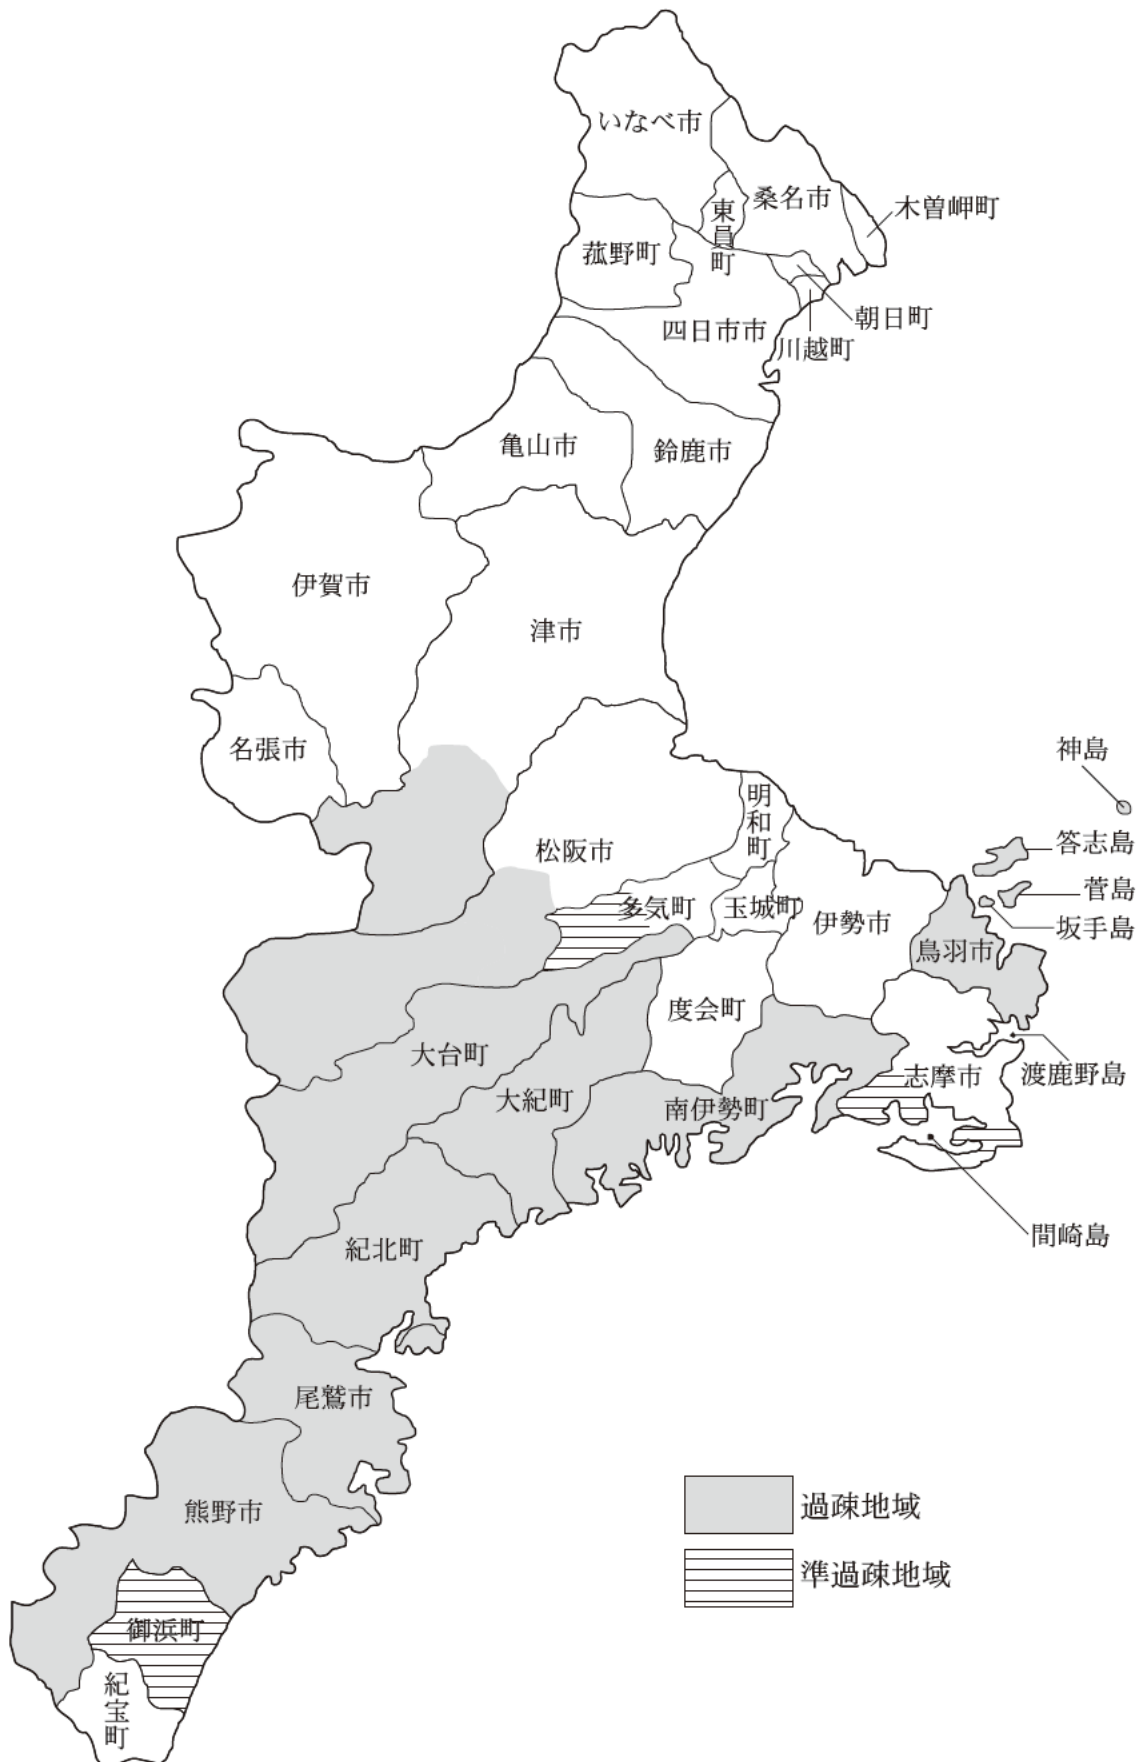 いなべ市
桑名市
木曽岬町
東員町
菰野町
朝日町
四日市市
川越町
亀山市
鈴鹿市
伊賀市
津市
名張市
神島
明和町
答志島
松阪市
菅島
多気町
玉城町
伊勢市
坂手島
鳥羽市
度会町
大台町
志摩市
渡鹿野島
大紀町
南伊勢町
間崎島
紀北町
尾鷲市
熊野市
過疎地域
準過疎地域
御浜町
紀宝町